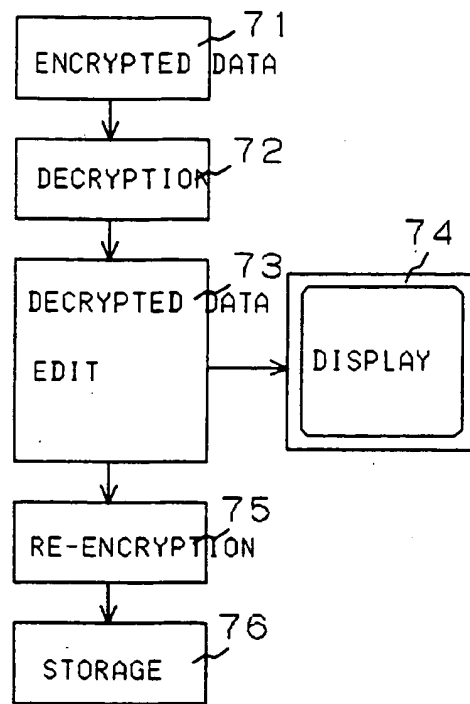 71
ENCRYPTED DATA
72
DECRYPTION
73
DECRYPTED DATA
EDIT
74
DISPLAY
75
RE-ENCRYPTION
76
STORAGE